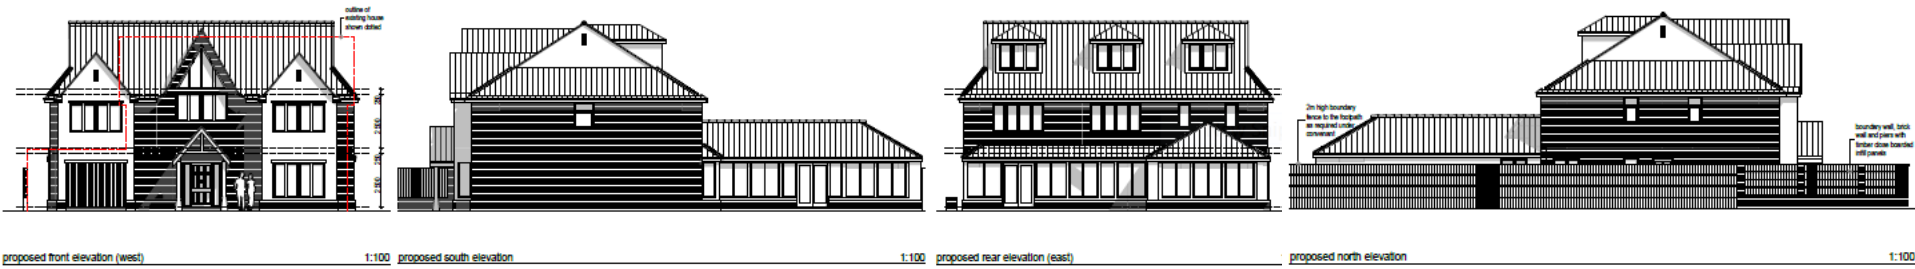 outline of
existing house
shown dotted
proposed front elevation (west)
1:100
proposed south elevation
1:100
proposed rear elevation (east)
2m high boundary
fence to the footpath
as required under
convenant
boundary wall, brick
wall and piers with
timber close boarded
infill panels
proposed north elevation
1:100